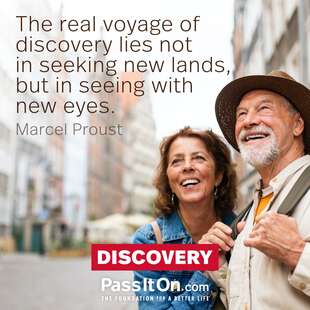 The real voyage of
discovery lies not
in seeking new lands,
but in seeing with
new eyes.
Marcel Proust
DISCOVERY
PassItOn.com
THE FOUNDATION FOR A BETTER LIFE